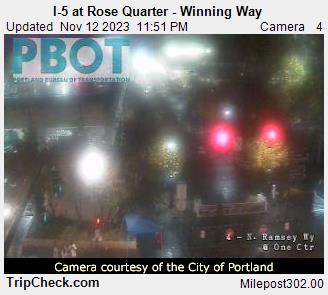 I-5 at Rose Quarter - Winning Way
Updated Nov 12 2023 11:51 PM Camera 4
PBOT
PORTLAND BUREAU OF TRANSPORTATION
4 - N. Ramsey Wy
@ One Ctr
Camera courtesy of the City of Portland
TripCheck.com Milepost302.00